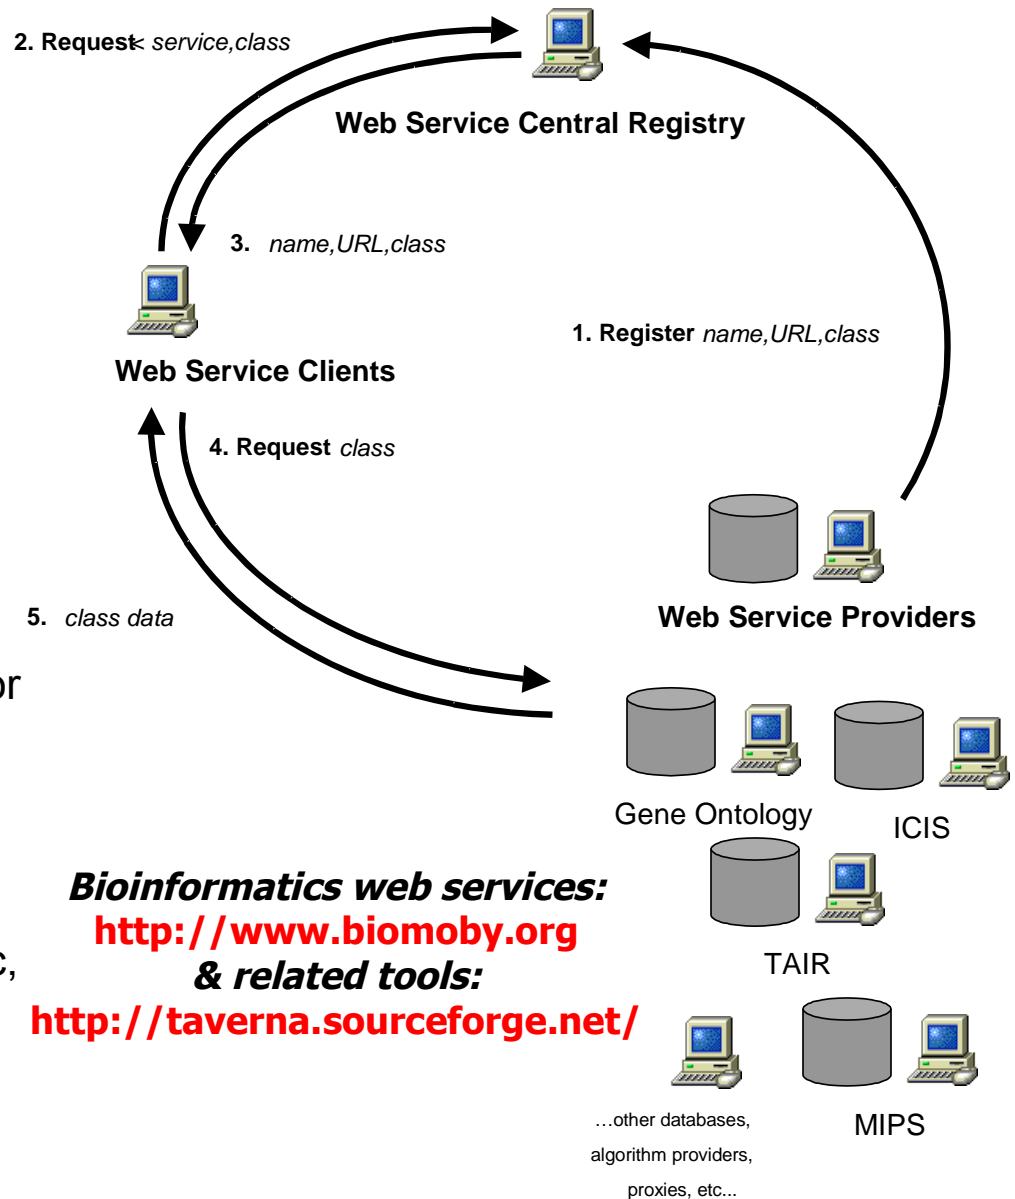 2. Request< service,class
Web Service Central Registry
3. name,URL,class
1. Register name,URL,class
Web Service Clients
4. Request class
Web Service Providers
5. class data
or
Gene Ontology
ICIS
Bioinformatics web services:
http://www.biomoby.org
& related tools:
http://taverna.sourceforge.net/
c,
TAIR
MIPS
…other databases,
algorithm providers,
proxies, etc...